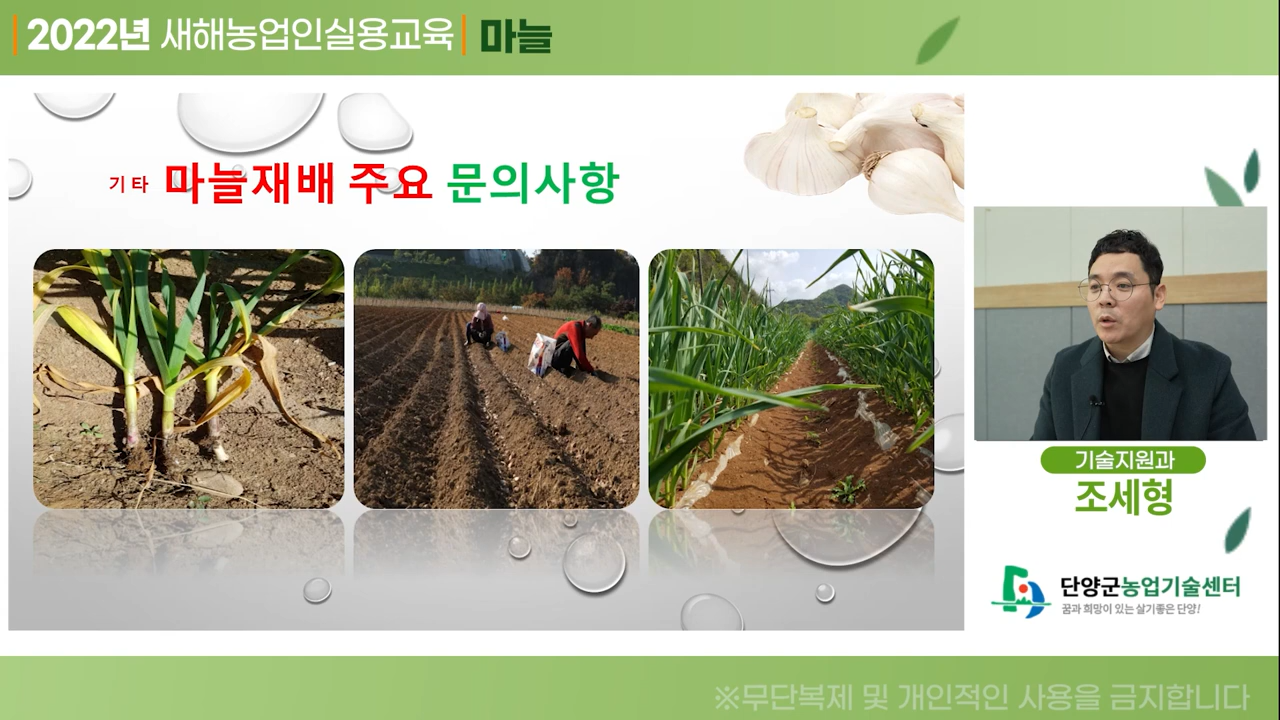 2022년 새해농업인실용교육 마늘
기타 마늘재배 주요 문의사항
기술지원과
조세형
단양군농업기술센터
꿈과 희망이 있는 살기좋은 단양!
※무단복제 및 개인적인 사용을 금지합니다